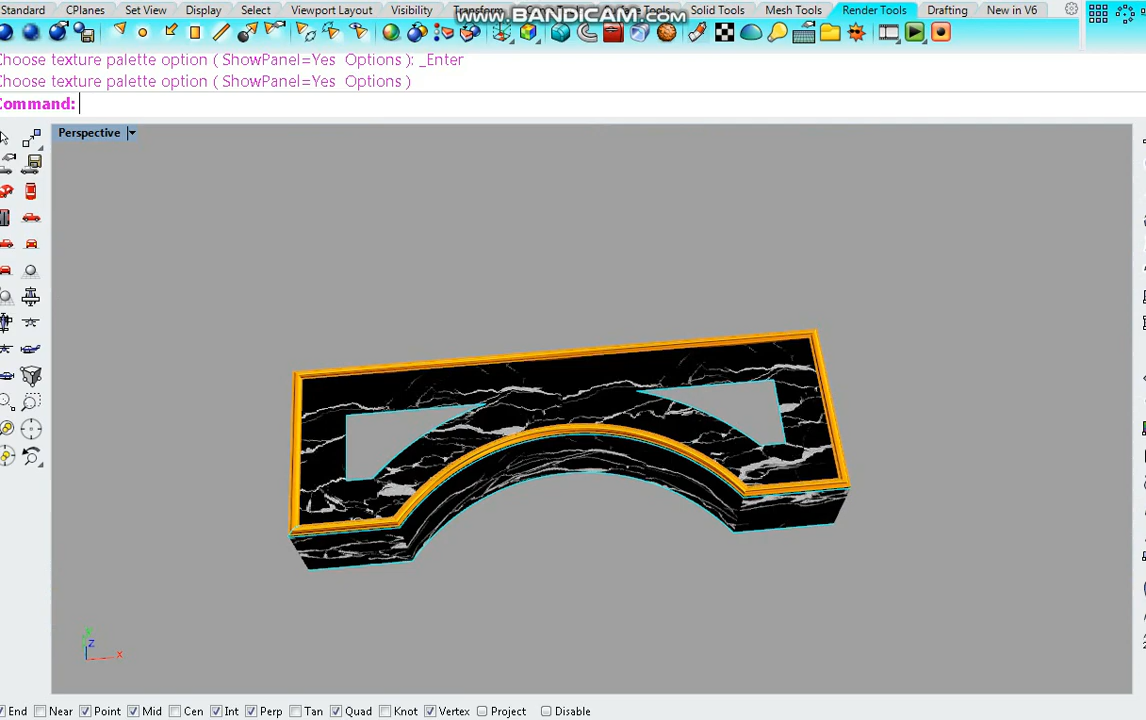 Standard CPlanes Set View Display Select Viewport Layout Visibility Transform Tools Solid Tools Mesh Tools Render Tools Drafting New in V6
www.BANDICAM.com
Choose texture palette option ( ShowPanel=Yes Options ): _Enter
Choose texture palette option ( ShowPanel=Yes Options )
Command:
Perspective
z
x
End Near Point Mid Cen Int Perp Tan Quad Knot Vertex Project Disable